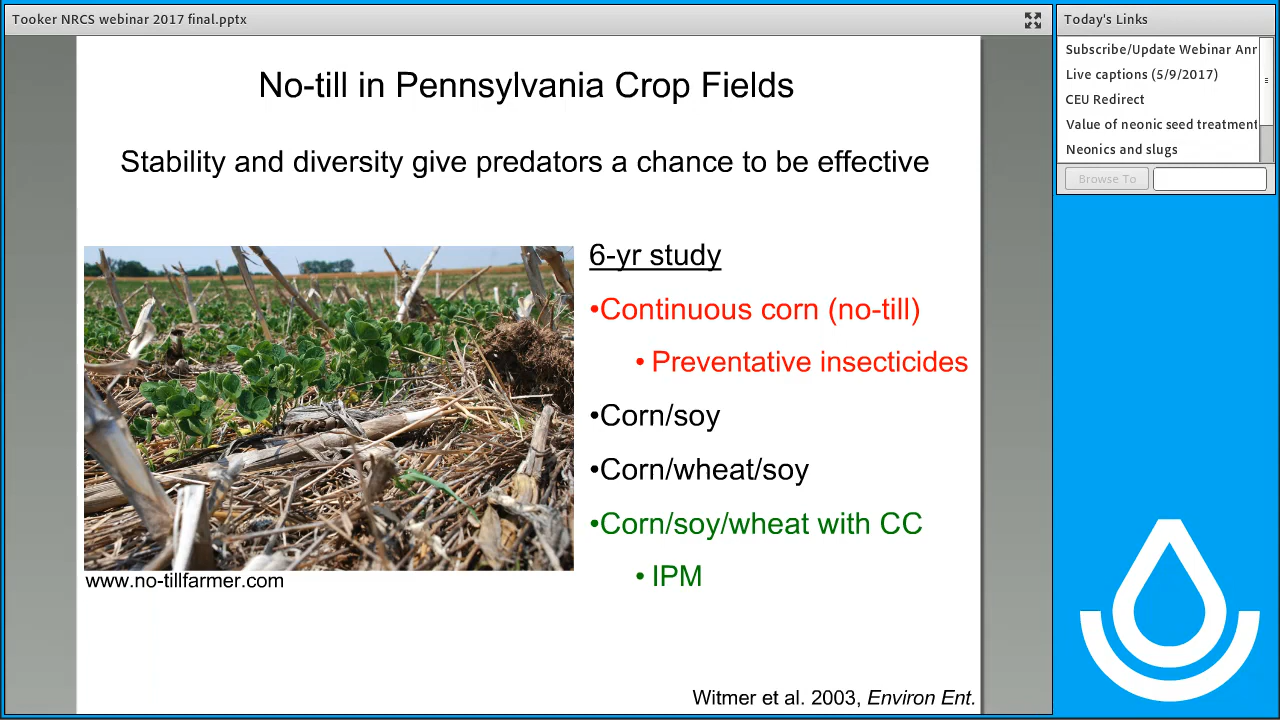 Tooker NRCS webinar 2017 final.pptx
No-till in Pennsylvania Crop Fields
Stability and diversity give predators a chance to be effective
6-yr study
•Continuous corn (no-till)
• Preventative insecticides
•Corn/soy
•Corn/wheat/soy
•Corn/soy/wheat with CC
• IPM
www.no-tillfarmer.com
Witmer et al. 2003, Environ Ent.
Today's Links
Subscribe/Update Webinar Anr
Live captions (5/9/2017)
CEU Redirect
Value of neonic seed treatment
Neonics and slugs
Browse To